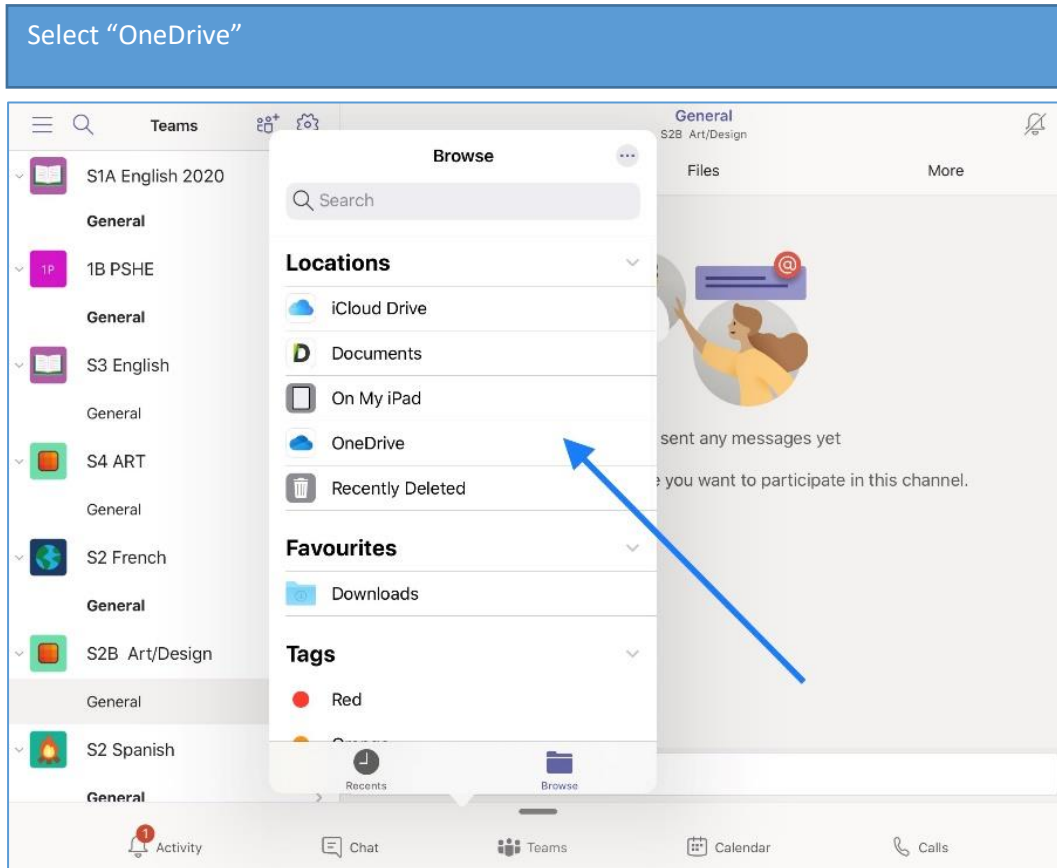 Select “OneDrive”
Teams
General
S2B Art/Design
Files
More
S1A English 2020
General
1P
1B PSHE
General
S3 English
General
S4 ART
General
S2 French
General
S2B Art/Design
General
S2 Spanish
General
Browse
Search
Locations
iCloud Drive
Documents
On My iPad
OneDrive
Recently Deleted
Favourites
Downloads
Tags
Red
Recents
Browse
@
sent any messages yet
you want to participate in this channel.
1
Activity
Chat
Teams
Calendar
Calls